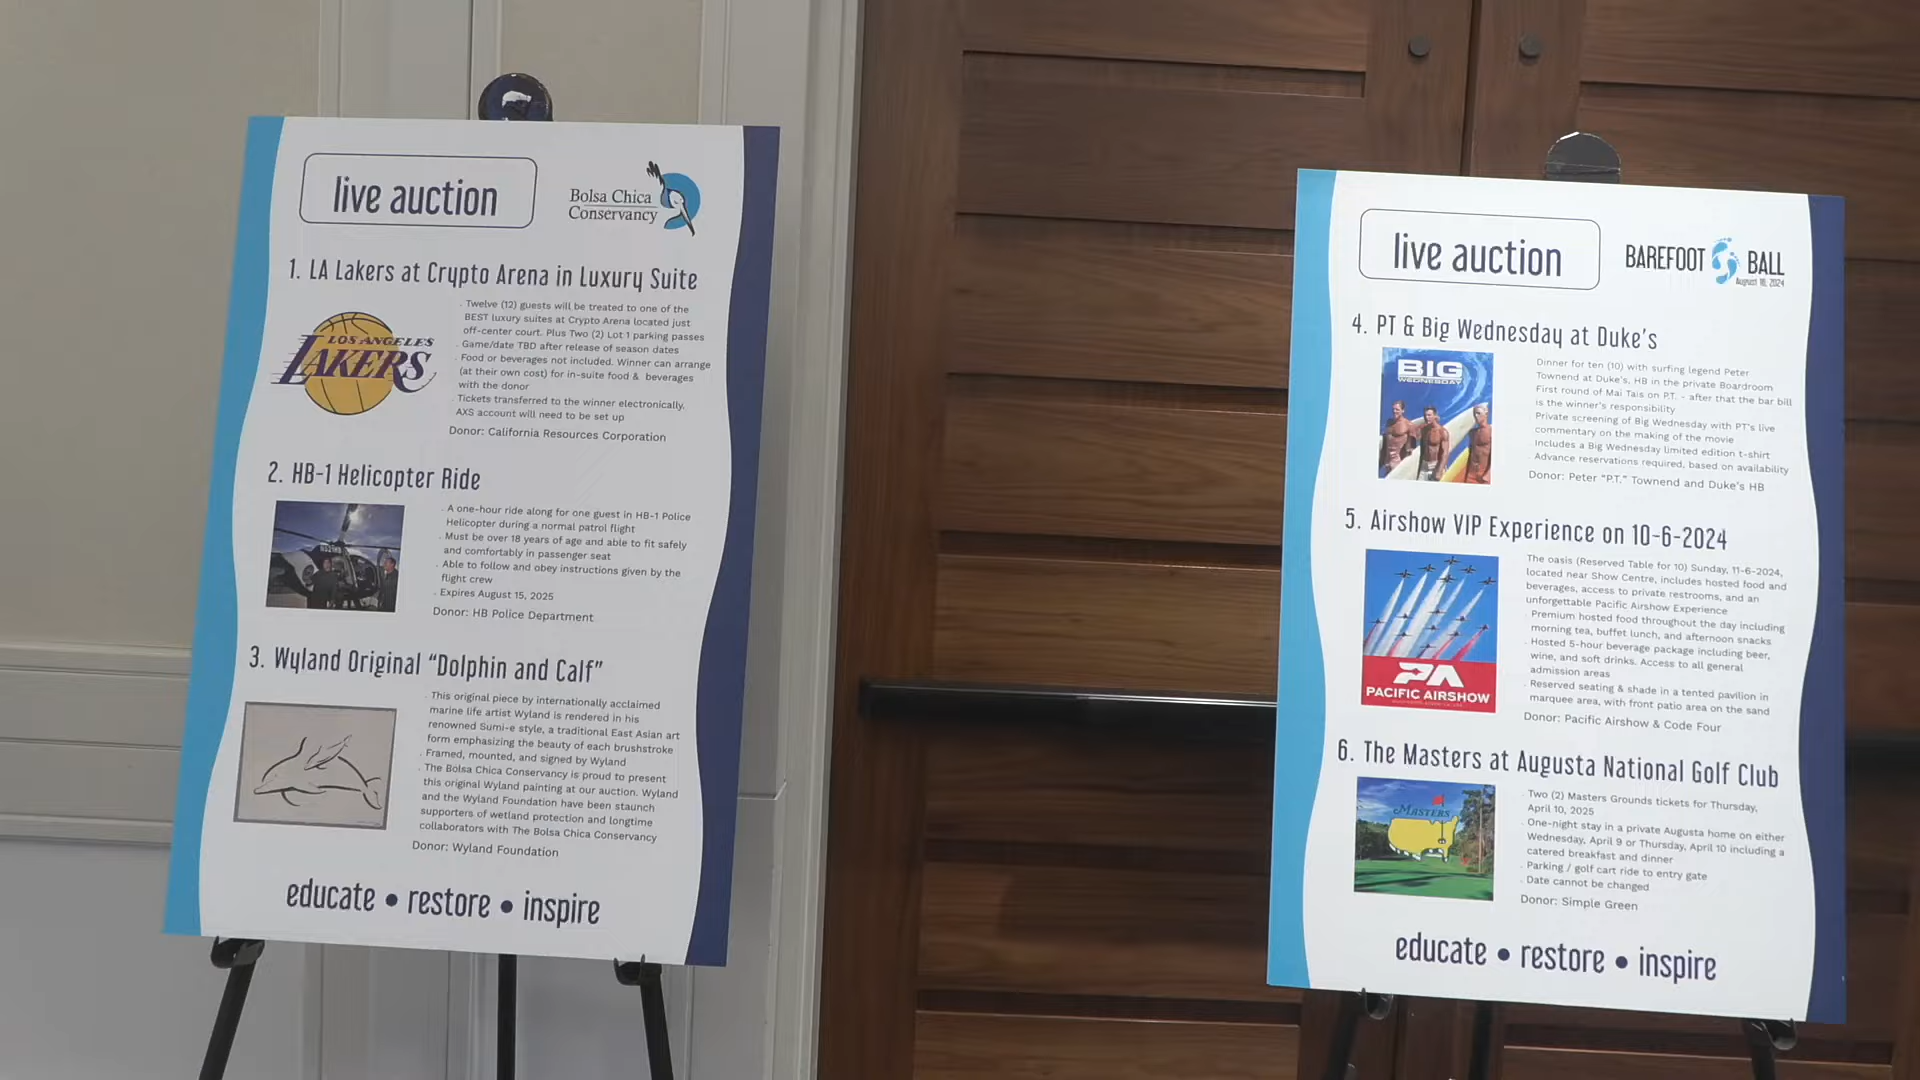 live auction
Bolsa Chica
Conservancy
1. LA Lakers at Crypto Arena in Luxury Suite
LOS ANGELES
LAKERS
. Twelve (12) guests will be treated to one of the
BEST luxury suites at Crypto Arena located just
off-center court. Plus Two (2) Lot 1 parking passes
. Game/date TBD after release of season dates
. Food or beverages not included. Winner can arrange
(at their own cost) for in-suite food & beverages
with the donor
. Tickets transferred to the winner electronically.
AXS account will need to be set up
Donor: California Resources Corporation
2. HB-1 Helicopter Ride
. A one-hour ride along for one guest in HB-1 Police
Helicopter during a normal patrol flight
. Must be over 18 years of age and able to fit safely
and comfortably in passenger seat
. Able to follow and obey instructions given by the
flight crew
. Expires August 15, 2025
Donor: HB Police Department
3. Wyland Original “Dolphin and Calf”
. This original piece by internationally acclaimed
marine life artist Wyland is rendered in his
renowned Sumi-e style, a traditional East Asian art
form emphasizing the beauty of each brushstroke
. Framed, mounted, and signed by Wyland
. The Bolsa Chica Conservancy is proud to present
this original Wyland painting at our auction. Wyland
and the Wyland Foundation have been staunch
supporters of wetland protection and longtime
collaborators with The Bolsa Chica Conservancy
Donor: Wyland Foundation
educate • restore • inspire
live auction
BAREFOOT BALL
August 18, 2024
4. PT & Big Wednesday at Duke's
BIG
WEDNESDAY
. Dinner for ten (10) with surfing legend Peter
Townend at Duke's, HB in the private Boardroom
. First round of Mai Tais on P.T. - after that the bar bill
is the winner's responsibility
. Private screening of Big Wednesday with PT's live
commentary on the making of the movie
. Includes a Big Wednesday limited edition t-shirt
. Advance reservations required, based on availability
Donor: Peter “P.T.” Townend and Duke's HB
5. Airshow VIP Experience on 10-6-2024
PA
PACIFIC AIRSHOW
The oasis (Reserved Table for 10) Sunday, 11-6-2024,
located near Show Centre, includes hosted food and
beverages, access to private restrooms, and an
unforgettable Pacific Airshow Experience
. Premium hosted food throughout the day including
morning tea, buffet lunch, and afternoon snacks
. Hosted 5-hour beverage package including beer,
wine, and soft drinks. Access to all general
admission areas
. Reserved seating & shade in a tented pavilion in
marquee area, with front patio area on the sand
Donor: Pacific Airshow & Code Four
6. The Masters at Augusta National Golf Club
MASTERS
. Two (2) Masters Grounds tickets for Thursday,
April 10, 2025
. One-night stay in a private Augusta home on either
Wednesday, April 9 or Thursday, April 10 including a
catered breakfast and dinner
. Parking / golf cart ride to entry gate
. Date cannot be changed
Donor: Simple Green
educate • restore • inspire